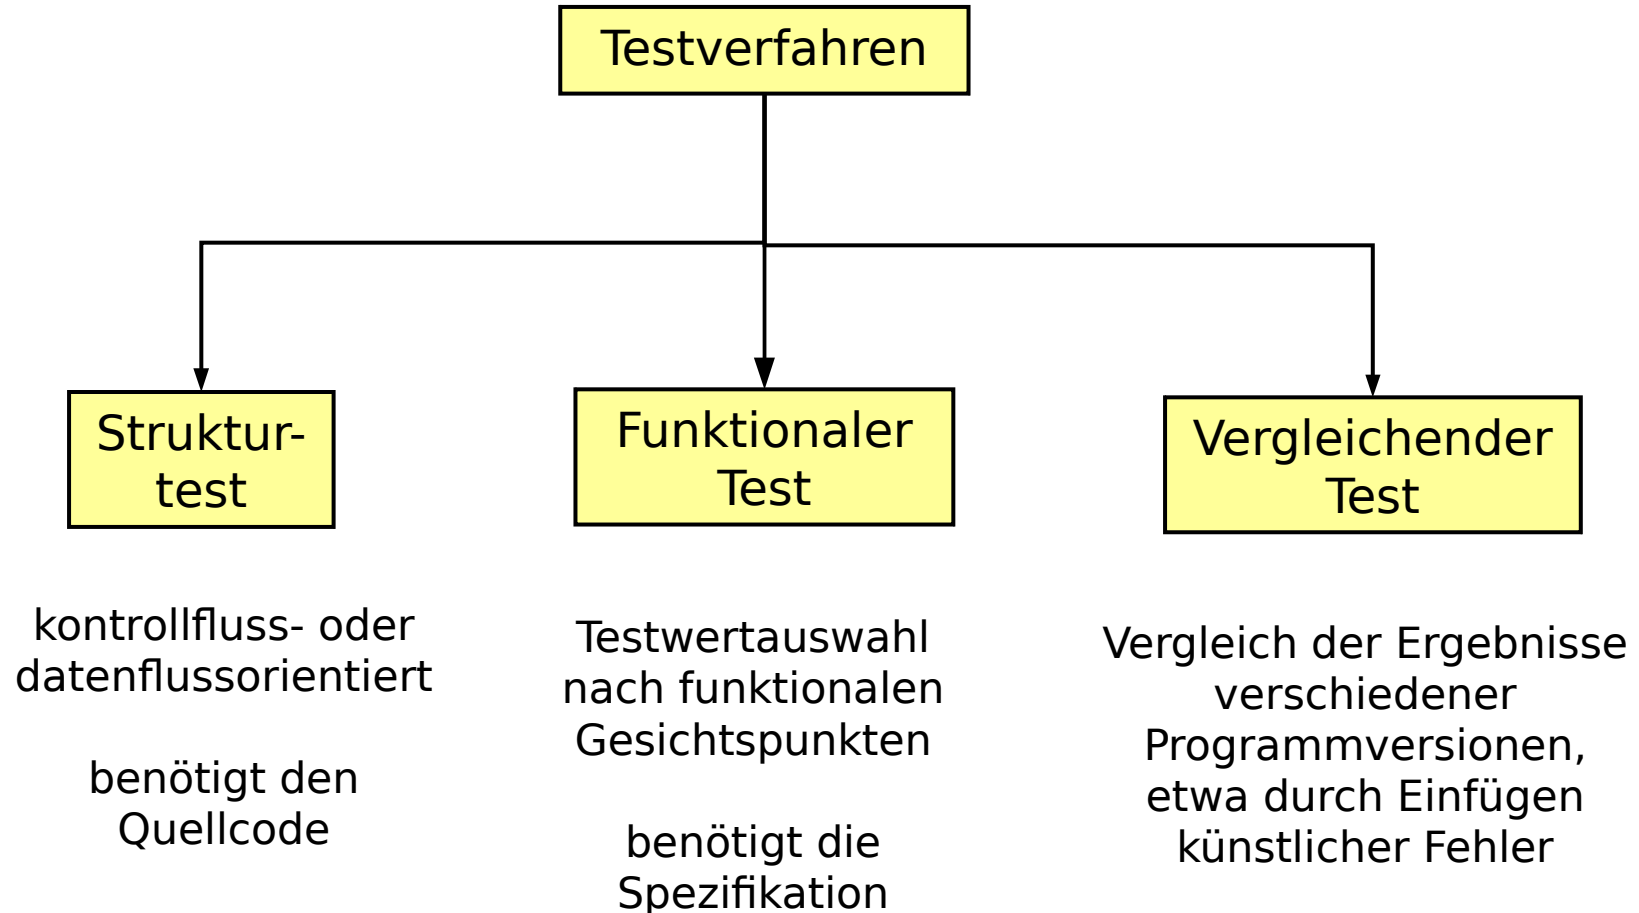 Testverfahren
Struktur-
test
Funktionaler
Test
Vergleichender
Test
kontrollfluss- oder
datenflussorientiert
benötigt den
Quellcode
Testwertauswahl
nach funktionalen
Gesichtspunkten
benötigt die
Spezifikation
Vergleich der Ergebnisse
verschiedener
Programmversionen,
etwa durch Einfügen
künstlicher Fehler